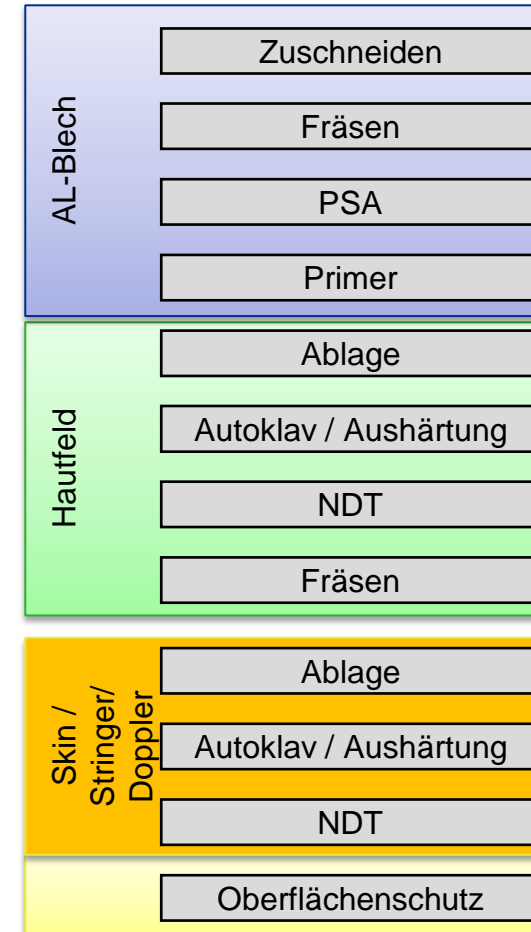 AL-Blech
Zuschneiden
Fräsen
PSA
Primer
Hautfeld
Ablage
Autoklav / Aushärtung
NDT
Fräsen
Skin /
Stringer/
Doppler
Ablage
Autoklav / Aushärtung
NDT
Oberflächenschutz